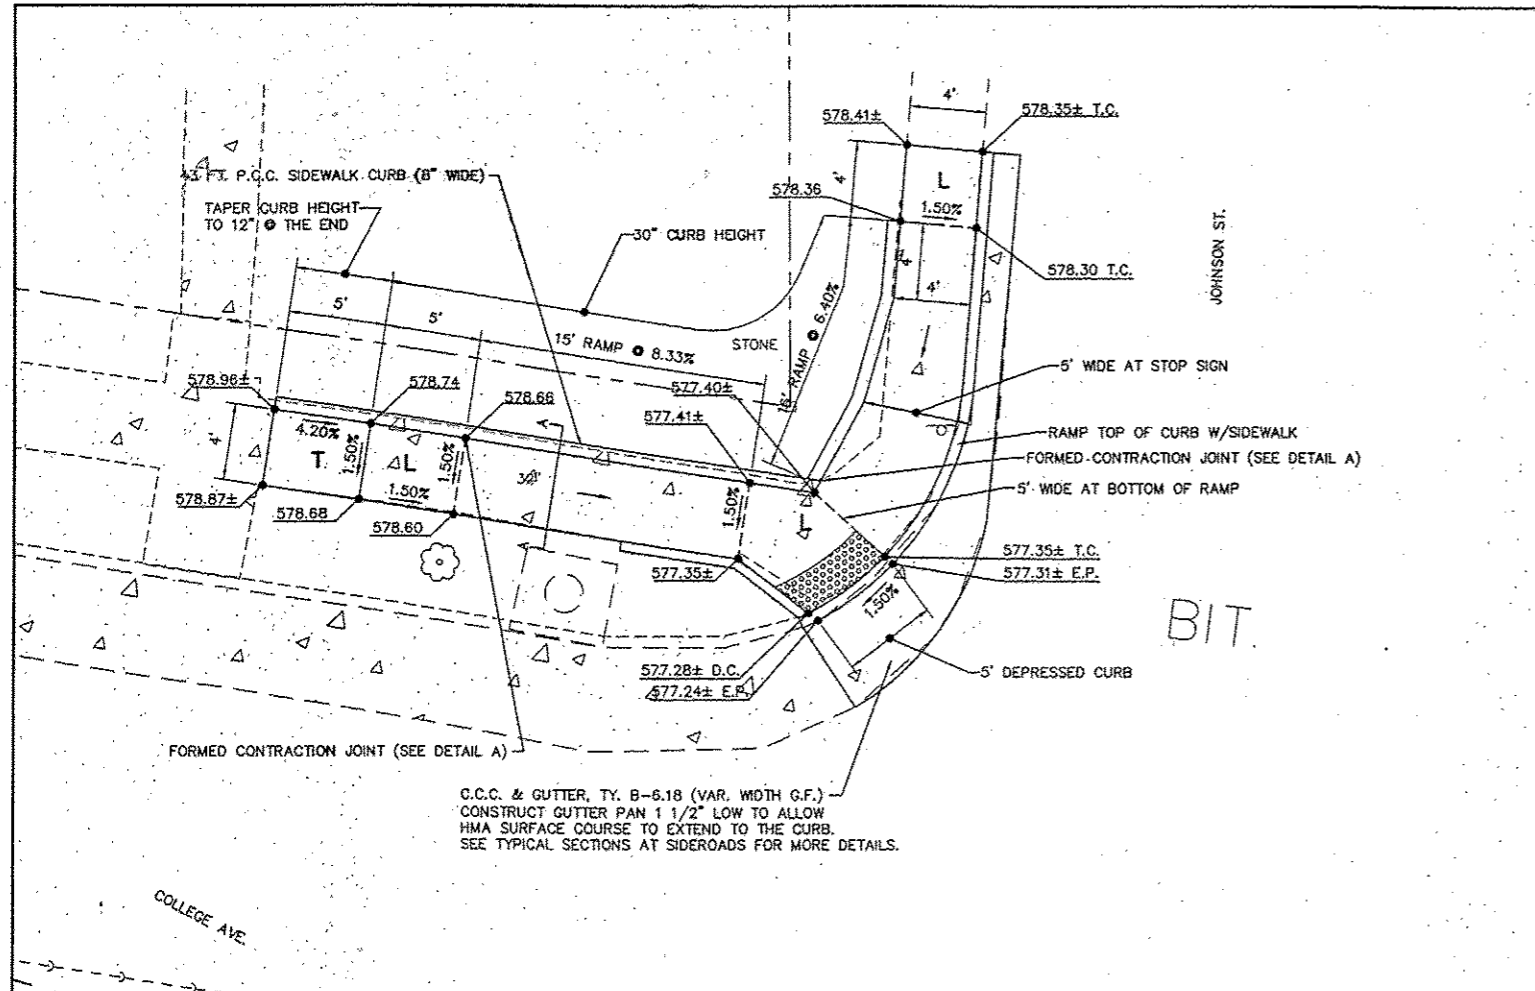 4'
578.41±
578.35± T.C.
43 FT. P.C.C. SIDEWALK CURB (8" WIDE)
4'
L
578.36
1.50%
TAPER CURB HEIGHT
TO 12" @ THE END
30" CURB HEIGHT
JOHNSON ST.
4'
578.30 T.C.
4'
5'
5'
15' RAMP @ 8.33%
STONE
16' RAMP @ 6.40%
5' WIDE AT STOP SIGN
578.96±
578.74
578.66
577.40±
577.41±
A
4'
4.20%
T
1.50%
L
1.50%
1.50%
RAMP TOP OF CURB W/SIDEWALK
FORMED CONTRACTION JOINT (SEE DETAIL A)
5' WIDE AT BOTTOM OF RAMP
578.87±
578.68
578.60
1.50%
L
A
577.35±
577.35± T.C.
577.31± E.P.
1.50%
BIT.
577.28± D.C.
577.24± E.P.
5' DEPRESSED CURB
FORMED CONTRACTION JOINT (SEE DETAIL A)
C.C.C. & GUTTER, TY. B-6.18 (VAR. WIDTH G.F.)
CONSTRUCT GUTTER PAN 1 1/2" LOW TO ALLOW
HMA SURFACE COURSE TO EXTEND TO THE CURB.
SEE TYPICAL SECTIONS AT SIDEROADS FOR MORE DETAILS.
COLLEGE AVE.